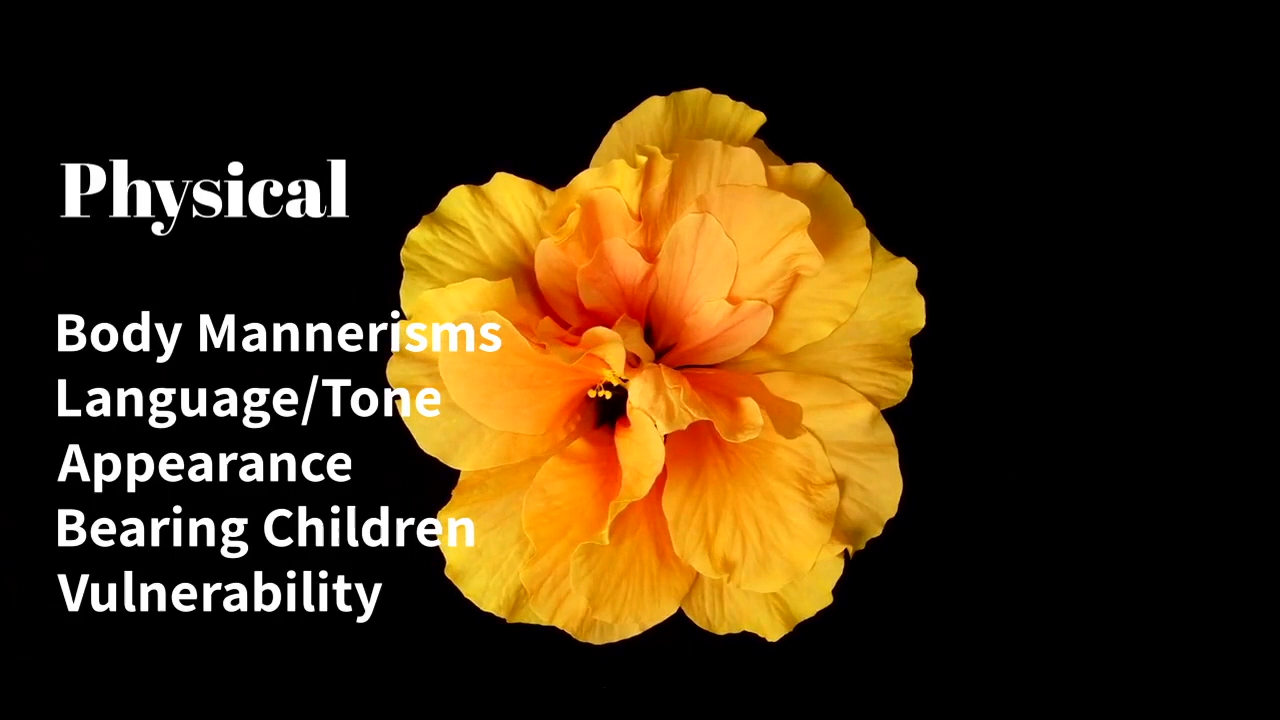 Physical
Body Mannerisms
Language/Tone
Appearance
Bearing Children
Vulnerability